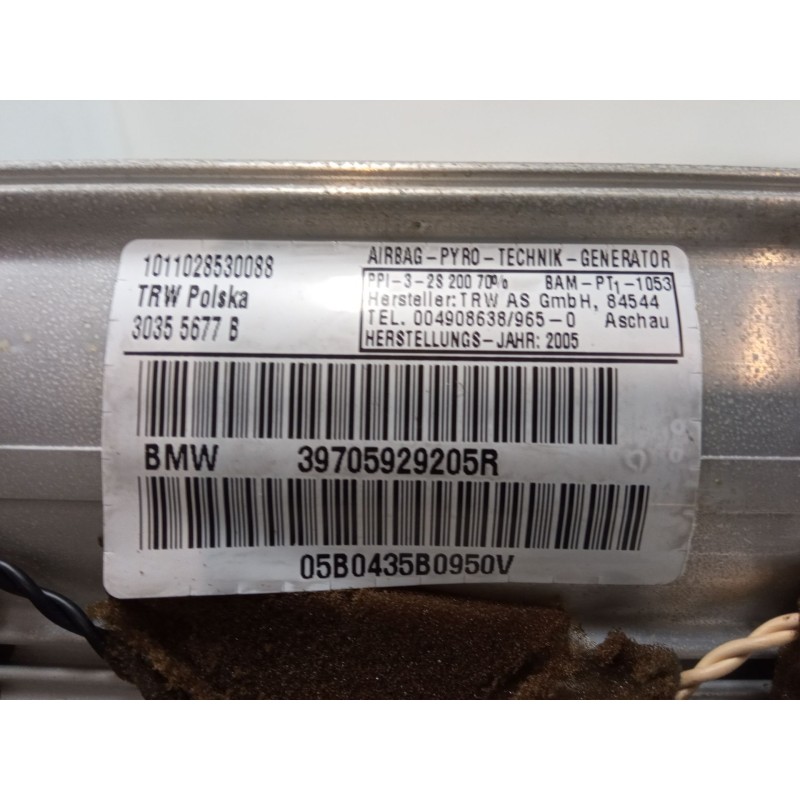 1011028530088
TRW Polska
3035 5677 B
AIRBAG-PYRO-TECHNIK-GENERATOR
PPI-3-2S 200 70% BAM-PT1-1053
Hersteller: TRW AS GmbH, 84544
TEL. 004908638/965-0 Aschau
HERSTELLUNGS-JAHR: 2005
BMW 39705929205R
05B0435B0950V